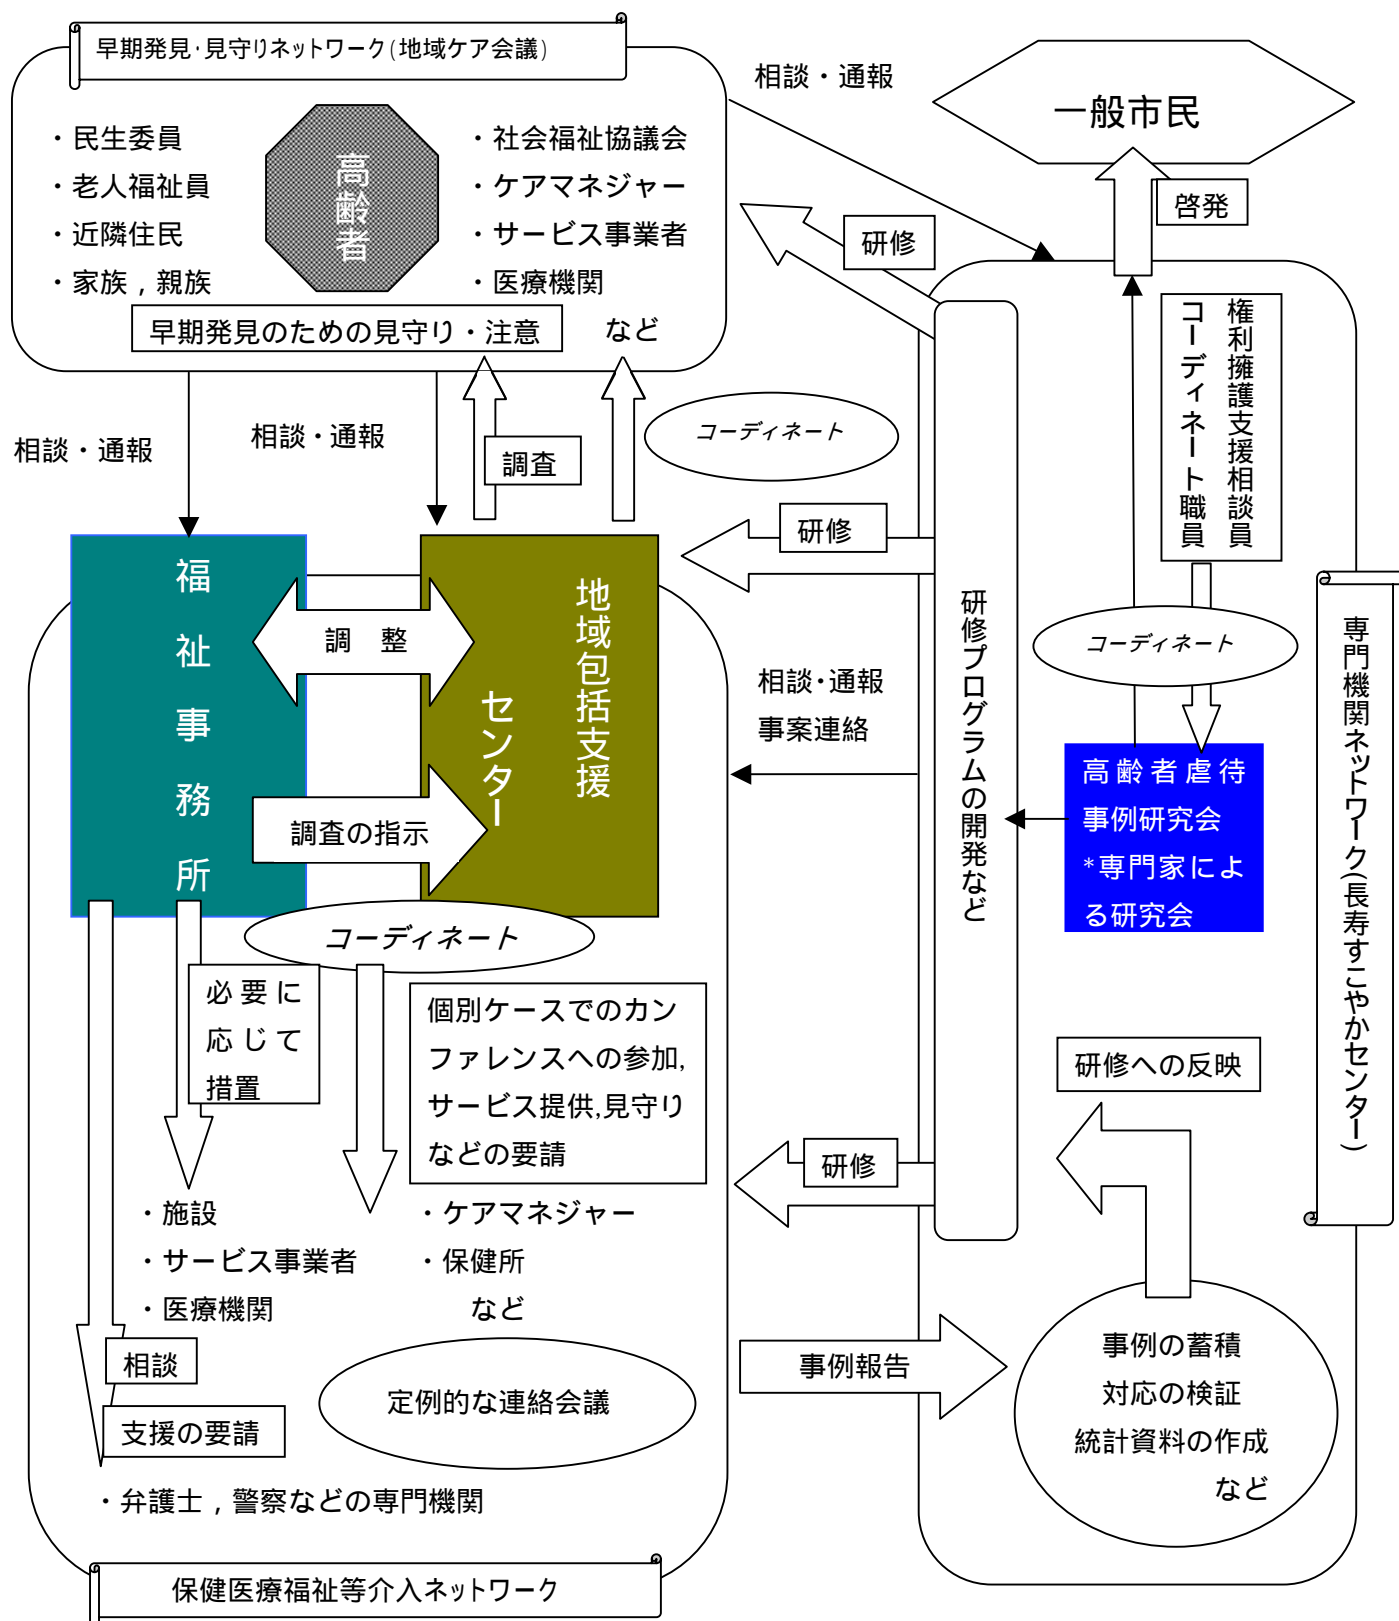 早期発見・見守りネットワーク(地域ケア会議)
・民生委員
・老人福祉員
・近隣住民
・家族，親族
高齢者
・社会福祉協議会
・ケアマネジャー
・サービス事業者
・医療機関
など
早期発見のための見守り・注意
相談・通報
一般市民
啓発
研修
権利擁護支援相談員
コーディネート職員
相談・通報
相談・通報
調査
コーディネート
研修
福祉事務所
調　整
地域包括支援
センター
調査の指示
コーディネート
相談・通報
事案連絡
研修プログラムの開発など
コーディネート
高齢者虐待
事例研究会
*専門家によ
る研究会
専門機関ネットワーク(長寿すこやかセンター)
必要に
応じて
措置
個別ケースでのカン
ファレンスへの参加,
サービス提供,見守り
などの要請
研修
研修への反映
・施設
・サービス事業者
・医療機関
・ケアマネジャー
・保健所
など
相談
支援の要請
定例的な連絡会議
事例報告
事例の蓄積
対応の検証
統計資料の作成
など
・弁護士，警察などの専門機関
保健医療福祉等介入ネットワーク